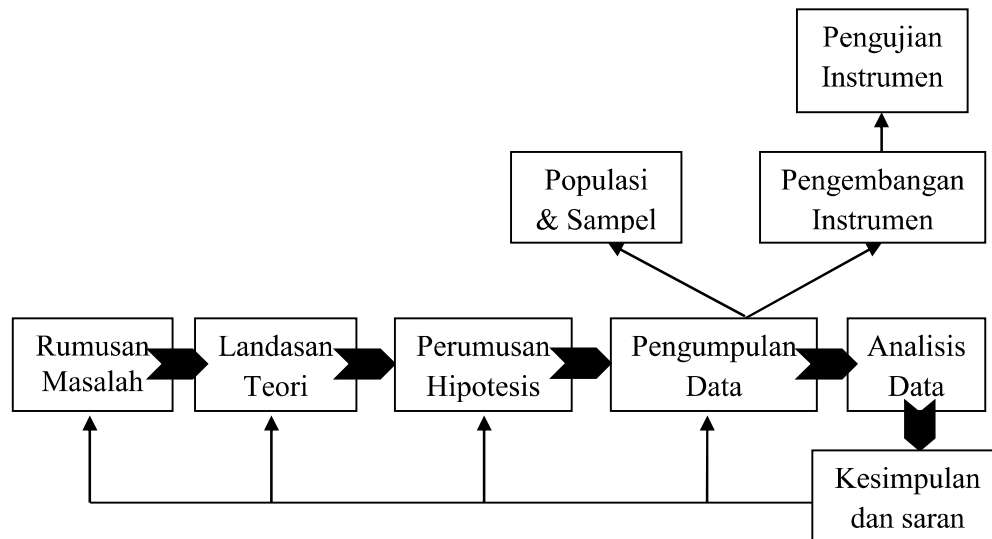 Pengujian
Instrumen
Populasi
& Sampel
Pengembangan
Instrumen
Rumusan
Masalah
Landasan
Teori
Perumusan
Hipotesis
Pengumpulan
Data
Analisis
Data
Kesimpulan
dan saran